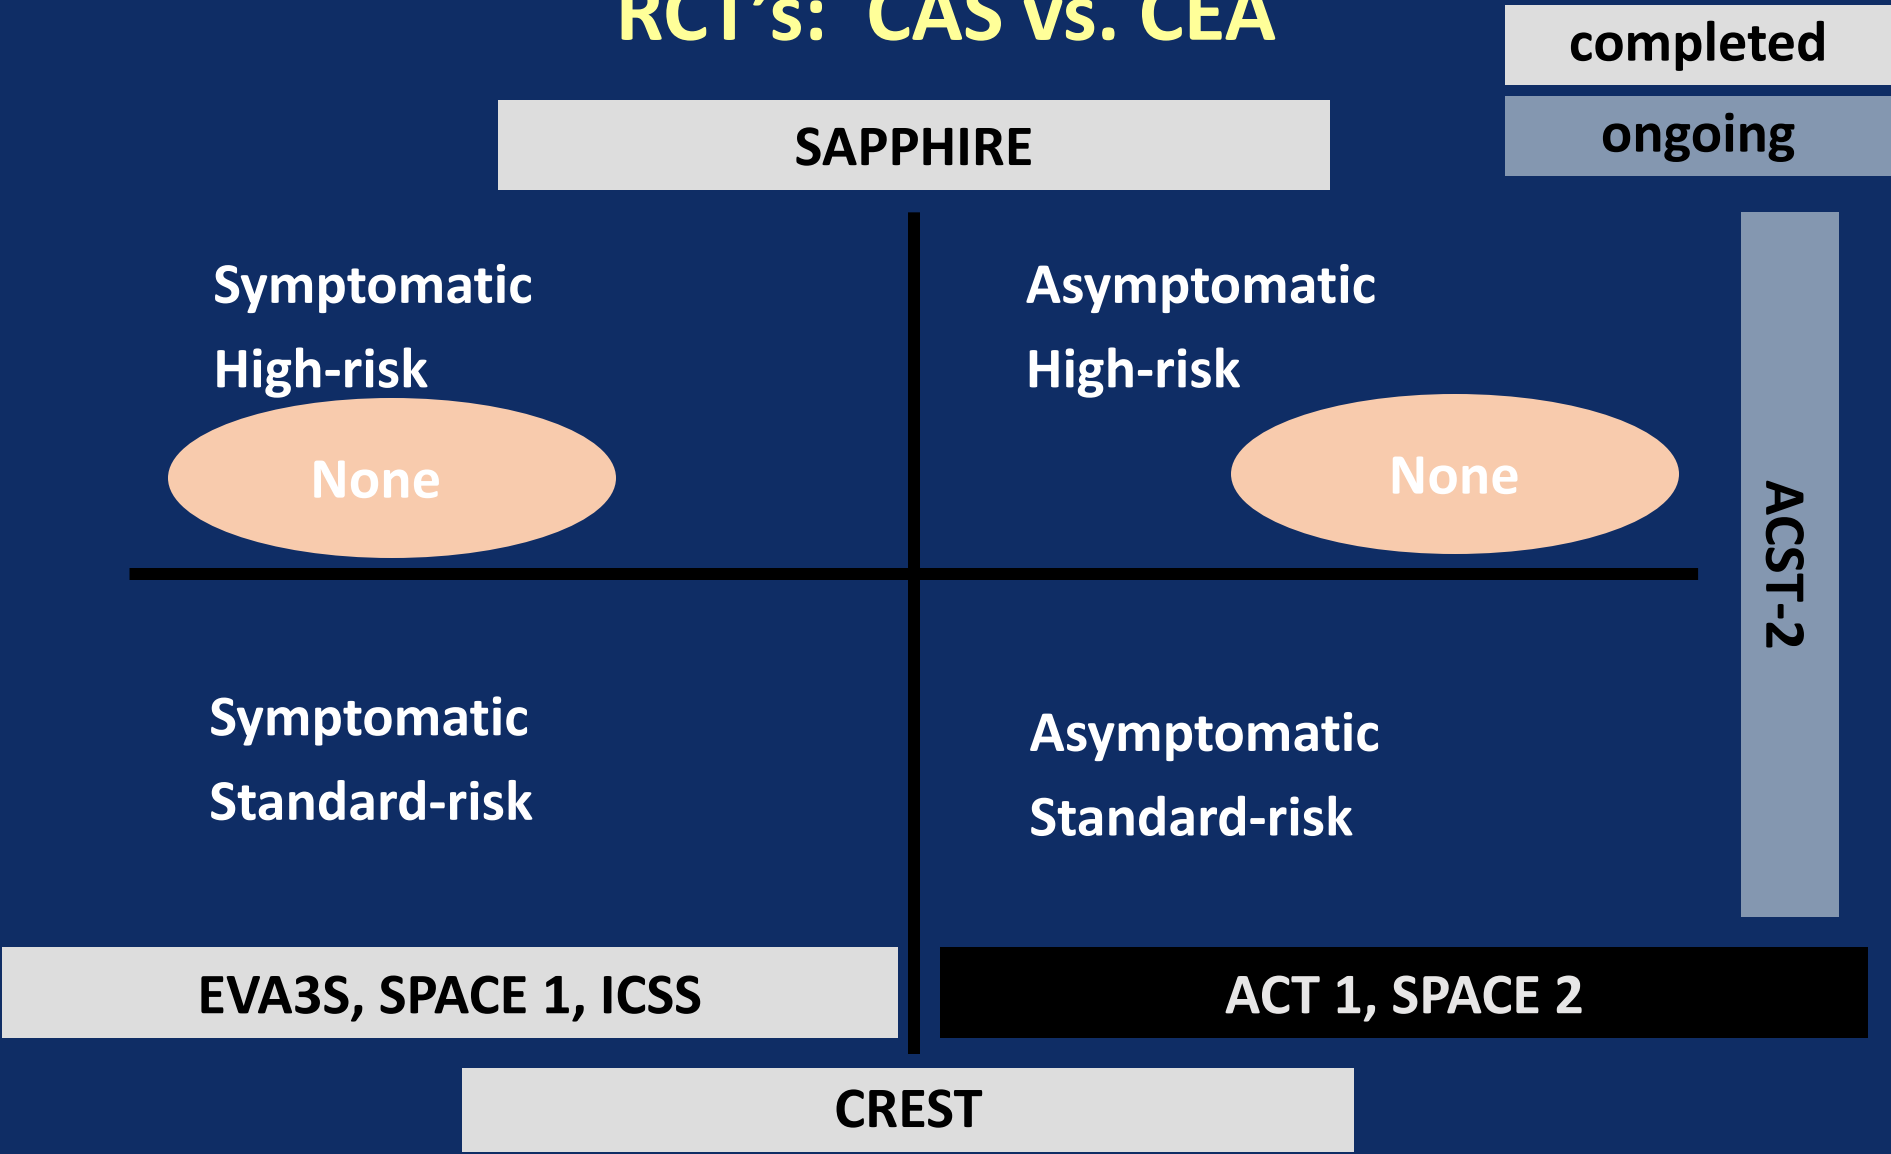 RCT's: CAS vs. CEA
completed
ongoing
SAPPHIRE
Symptomatic
High-risk
None
Asymptomatic
High-risk
None
ACST-2
Symptomatic
Standard-risk
Asymptomatic
Standard-risk
EVA3S, SPACE 1, ICSS
ACT 1, SPACE 2
CREST